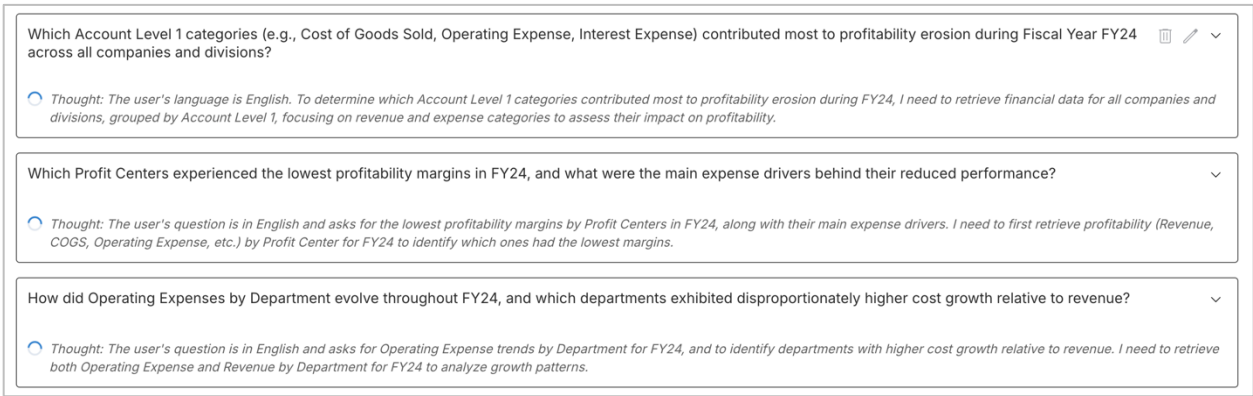 Which Account Level 1 categories (e.g., Cost of Goods Sold, Operating Expense, Interest Expense) contributed most to profitability erosion during Fiscal Year FY24
across all companies and divisions?
Thought: The user's language is English. To determine which Account Level 1 categories contributed most to profitability erosion during FY24, I need to retrieve financial data for all companies and
divisions, grouped by Account Level 1, focusing on revenue and expense categories to assess their impact on profitability.
Which Profit Centers experienced the lowest profitability margins in FY24, and what were the main expense drivers behind their reduced performance?
Thought: The user's question is in English and asks for the lowest profitability margins by Profit Centers in FY24, along with their main expense drivers. I need to first retrieve profitability (Revenue,
COGS, Operating Expense, etc.) by Profit Center for FY24 to identify which ones had the lowest margins.
How did Operating Expenses by Department evolve throughout FY24, and which departments exhibited disproportionately higher cost growth relative to revenue?
Thought: The user's question is in English and asks for Operating Expense trends by Department for FY24, and to identify departments with higher cost growth relative to revenue. I need to retrieve
both Operating Expense and Revenue by Department for FY24 to analyze growth patterns.